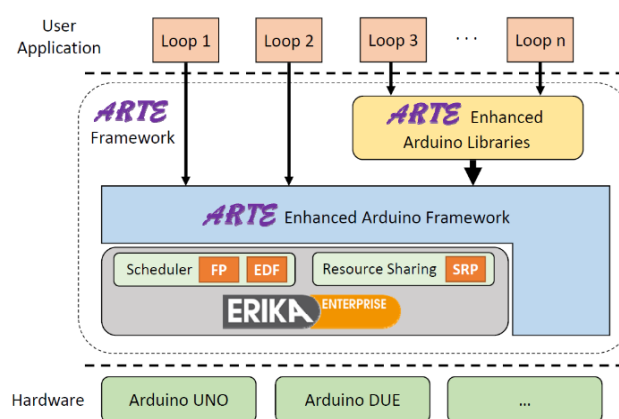 User
Application
Loop 1
Loop 2
Loop 3
. . .
Loop n
ARTE
Framework
ARTE Enhanced
Arduino Libraries
ARTE Enhanced Arduino Framework
Scheduler FP EDF
Resource Sharing SRP
ERIKA ENTERPRISE
Hardware
Arduino UNO
Arduino DUE
...